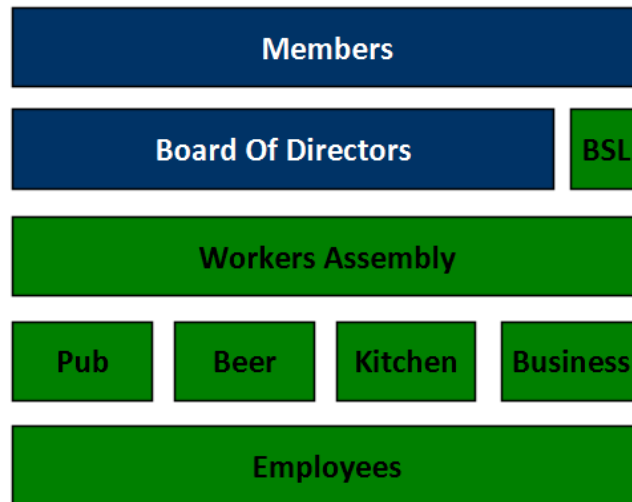 Members
Board Of Directors
BSL
Workers Assembly
Pub
Beer
Kitchen
Business
Employees